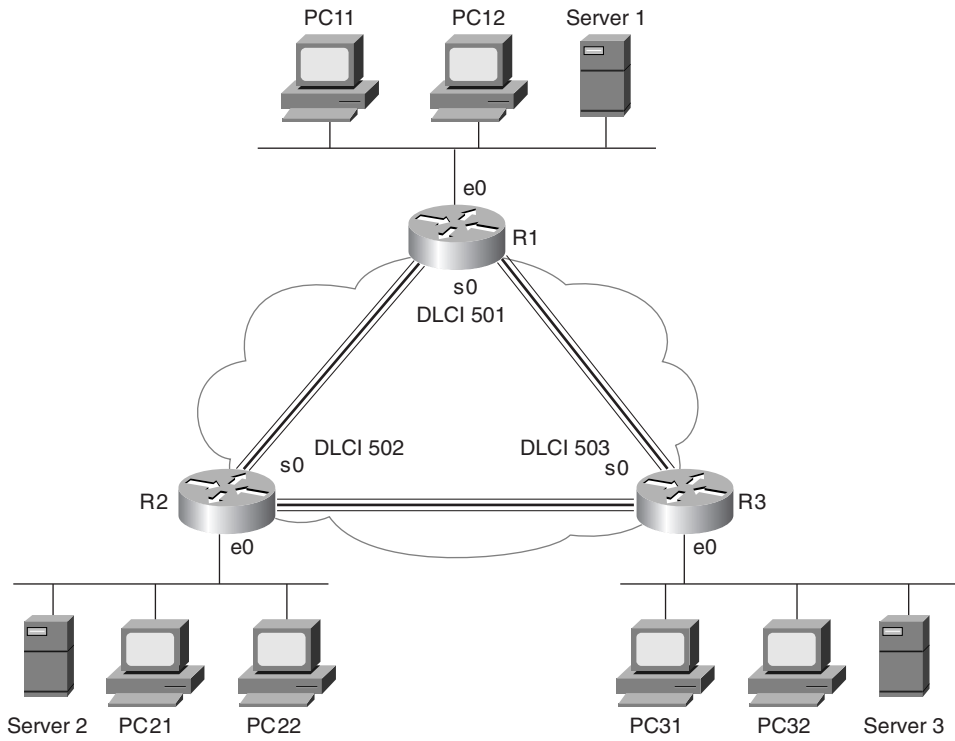 PC11 PC12 Server 1
e0
R1
s0
DLCI 501
DLCI 502 DLCI 503
s0 s0
R2 R3
e0 e0
Server 2 PC21 PC22 PC31 PC32 Server 3